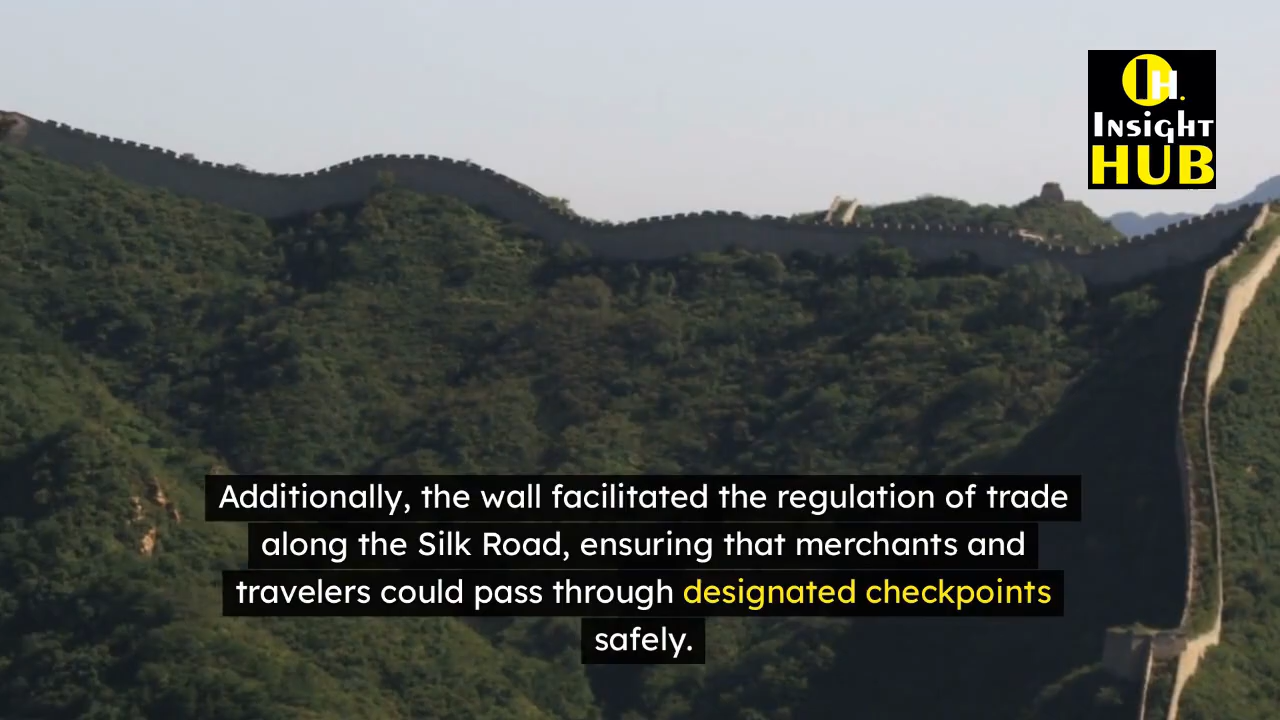 IH.
Insight
HUB
Additionally, the wall facilitated the regulation of trade
along the Silk Road, ensuring that merchants and
travelers could pass through designated checkpoints
safely.